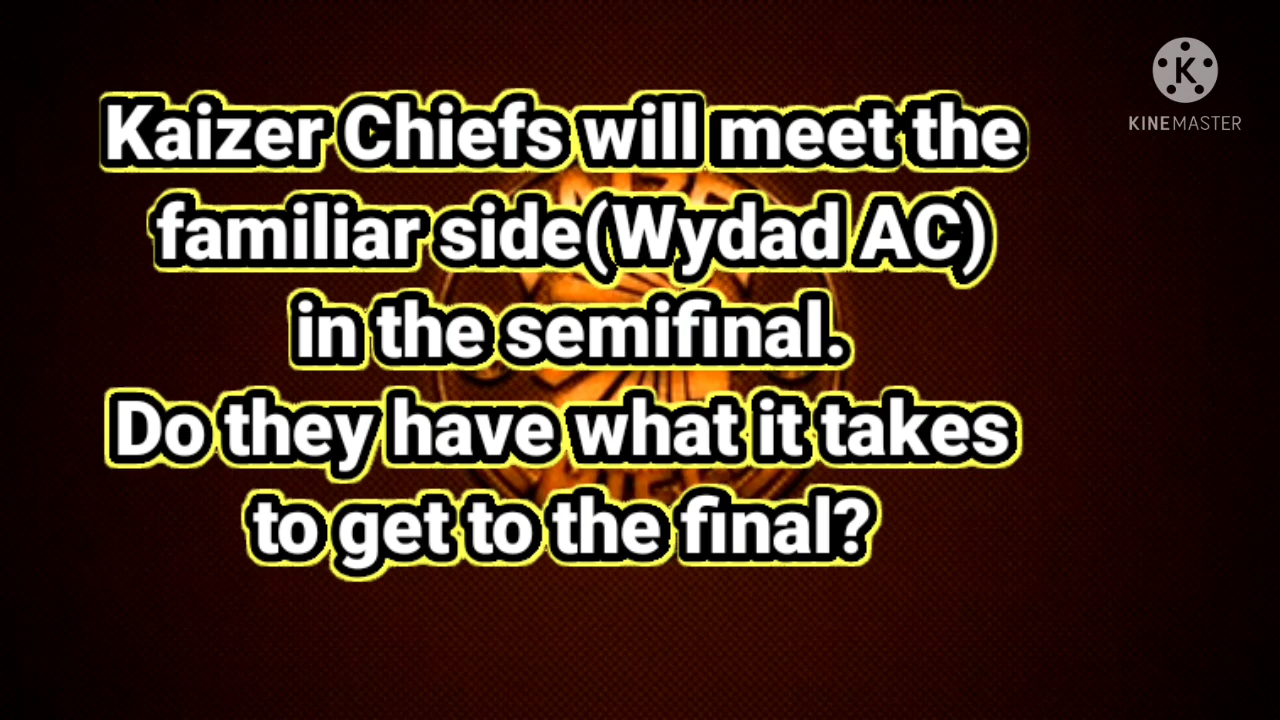 KINEMASTER
Kaizer Chiefs will meet the
familiar side(Wydad AC)
in the semifinal.
Do they have what it takes
to get to the final?